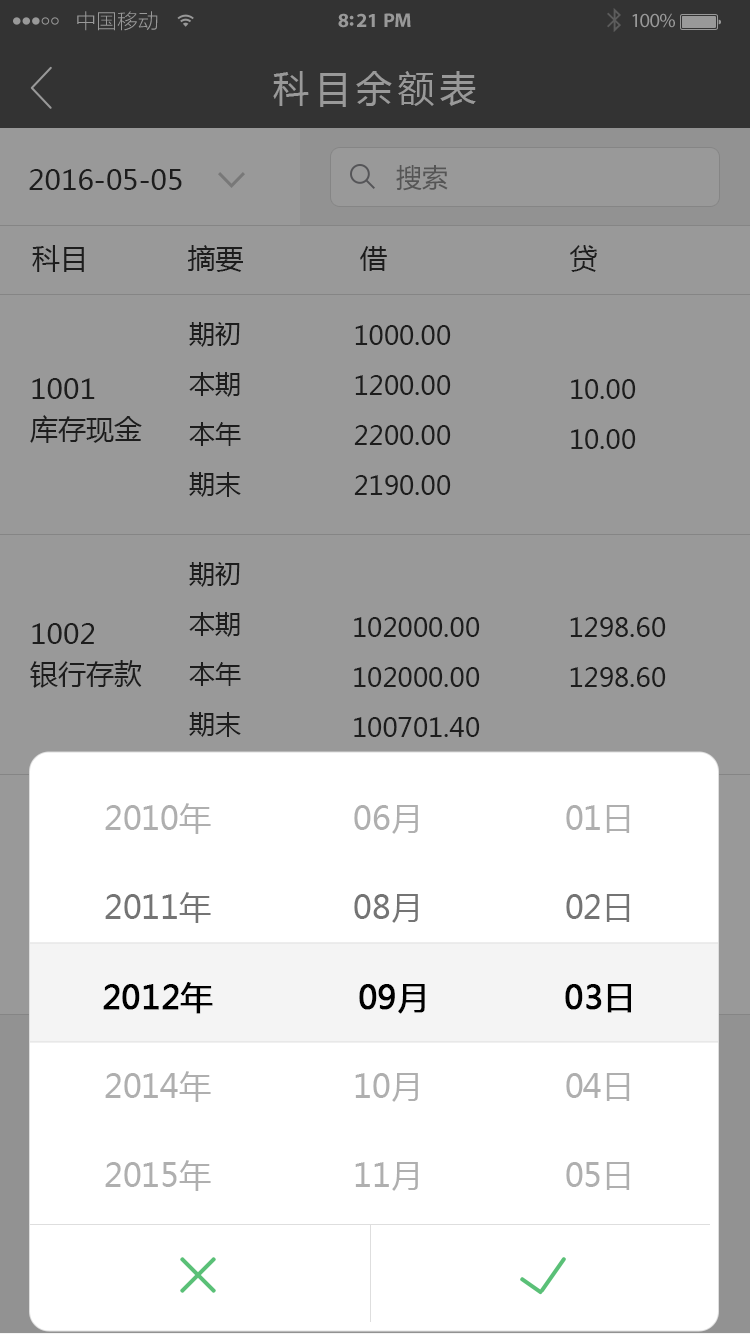 中国移动 8:21 PM 100%
科目余额表
2016-05-05 搜索
科目 摘要 借 贷
期初 1000.00
1001 本期 1200.00 10.00
库存现金 本年 2200.00 10.00
期末 2190.00
期初
1002 本期 102000.00 1298.60
银行存款 本年 102000.00 1298.60
期末 100701.40
2010年 06月 01日
2011年 08月 02日
2012年 09月 03日
2014年 10月 04日
2015年 11月 05日